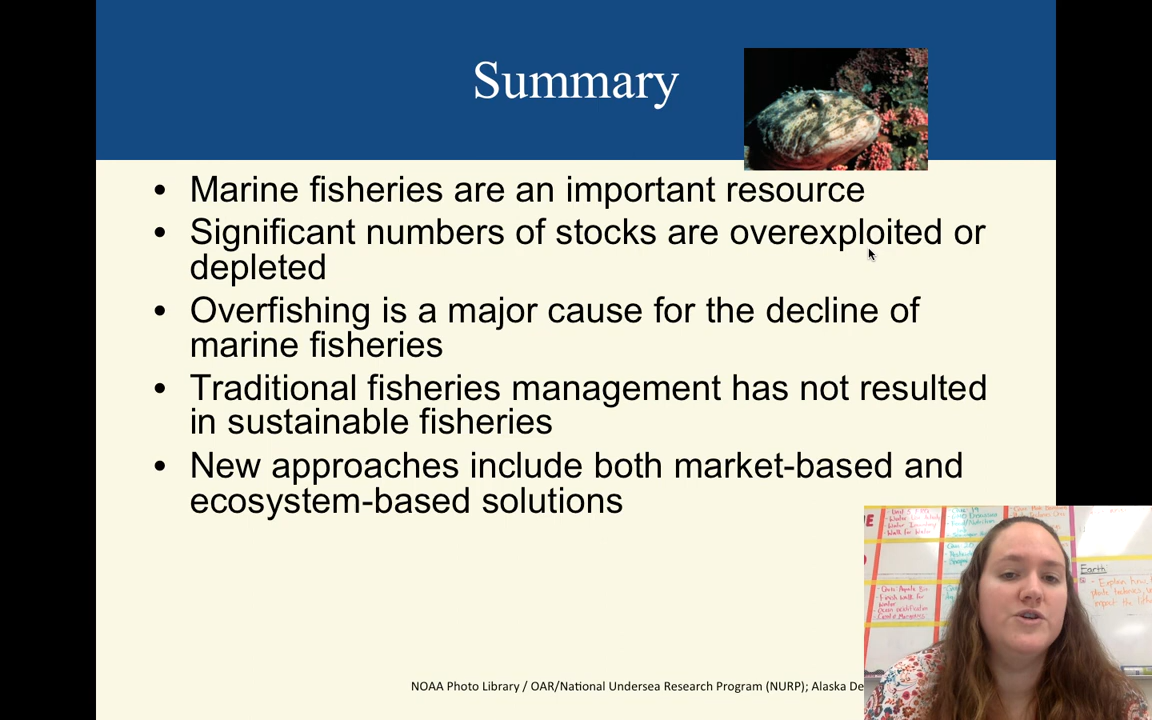 Summary
• Marine fisheries are an important resource
• Significant numbers of stocks are overexploited or
depleted
• Overfishing is a major cause for the decline of
marine fisheries
• Traditional fisheries management has not resulted
in sustainable fisheries
• New approaches include both market-based and
ecosystem-based solutions
Earth
NOAA Photo Library / OAR/National Undersea Research Program (NURP); Alaska De